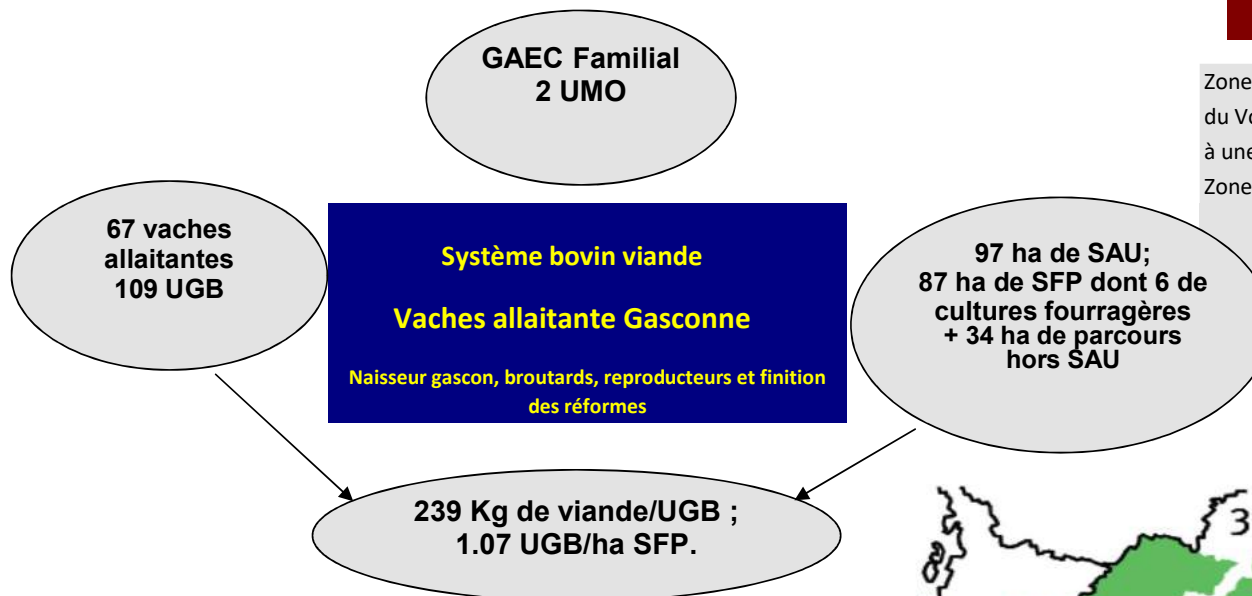 GAEC Familial
2 UMO
Zone
du
à une
Zone
67 vaches
allaitantes
109 UGB
Système bovin viande
Vaches allaitante Gasconne
Naisseur gascon, broutards, reproducteurs et finition
des réformes
97 ha de SAU;
87 ha de SFP dont 6 de
cultures fourragères
+ 34 ha de parcours
hors SAU
239 Kg de viande/UGB ;
1.07 UGB/ha SFP.
3